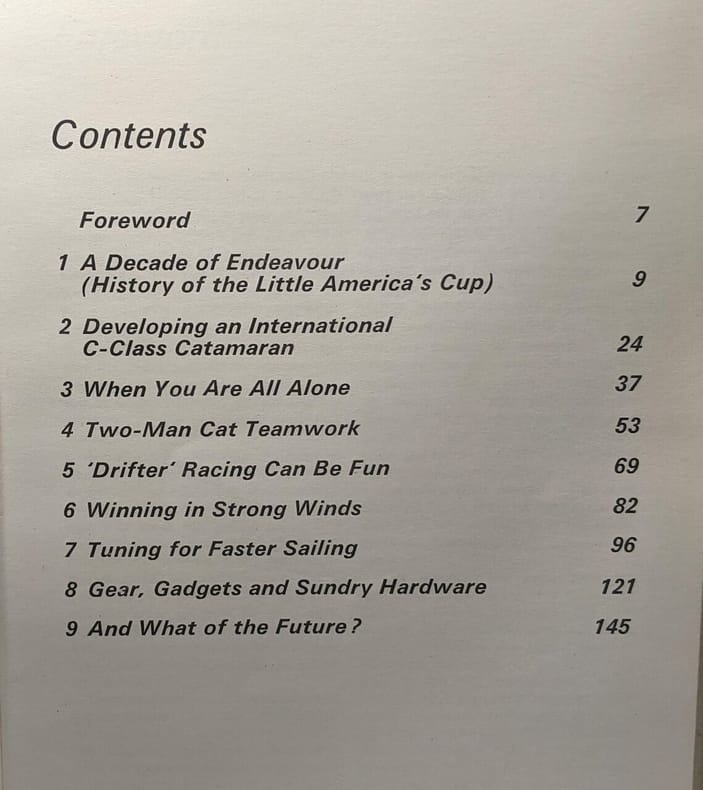 Contents
Foreword 7
1 A Decade of Endeavour
(History of the Little America's Cup) 9
2 Developing an International
C-Class Catamaran 24
3 When You Are All Alone 37
4 Two-Man Cat Teamwork 53
5 ‘Drifter’ Racing Can Be Fun 69
6 Winning in Strong Winds 82
7 Tuning for Faster Sailing 96
8 Gear, Gadgets and Sundry Hardware 121
9 And What of the Future? 145